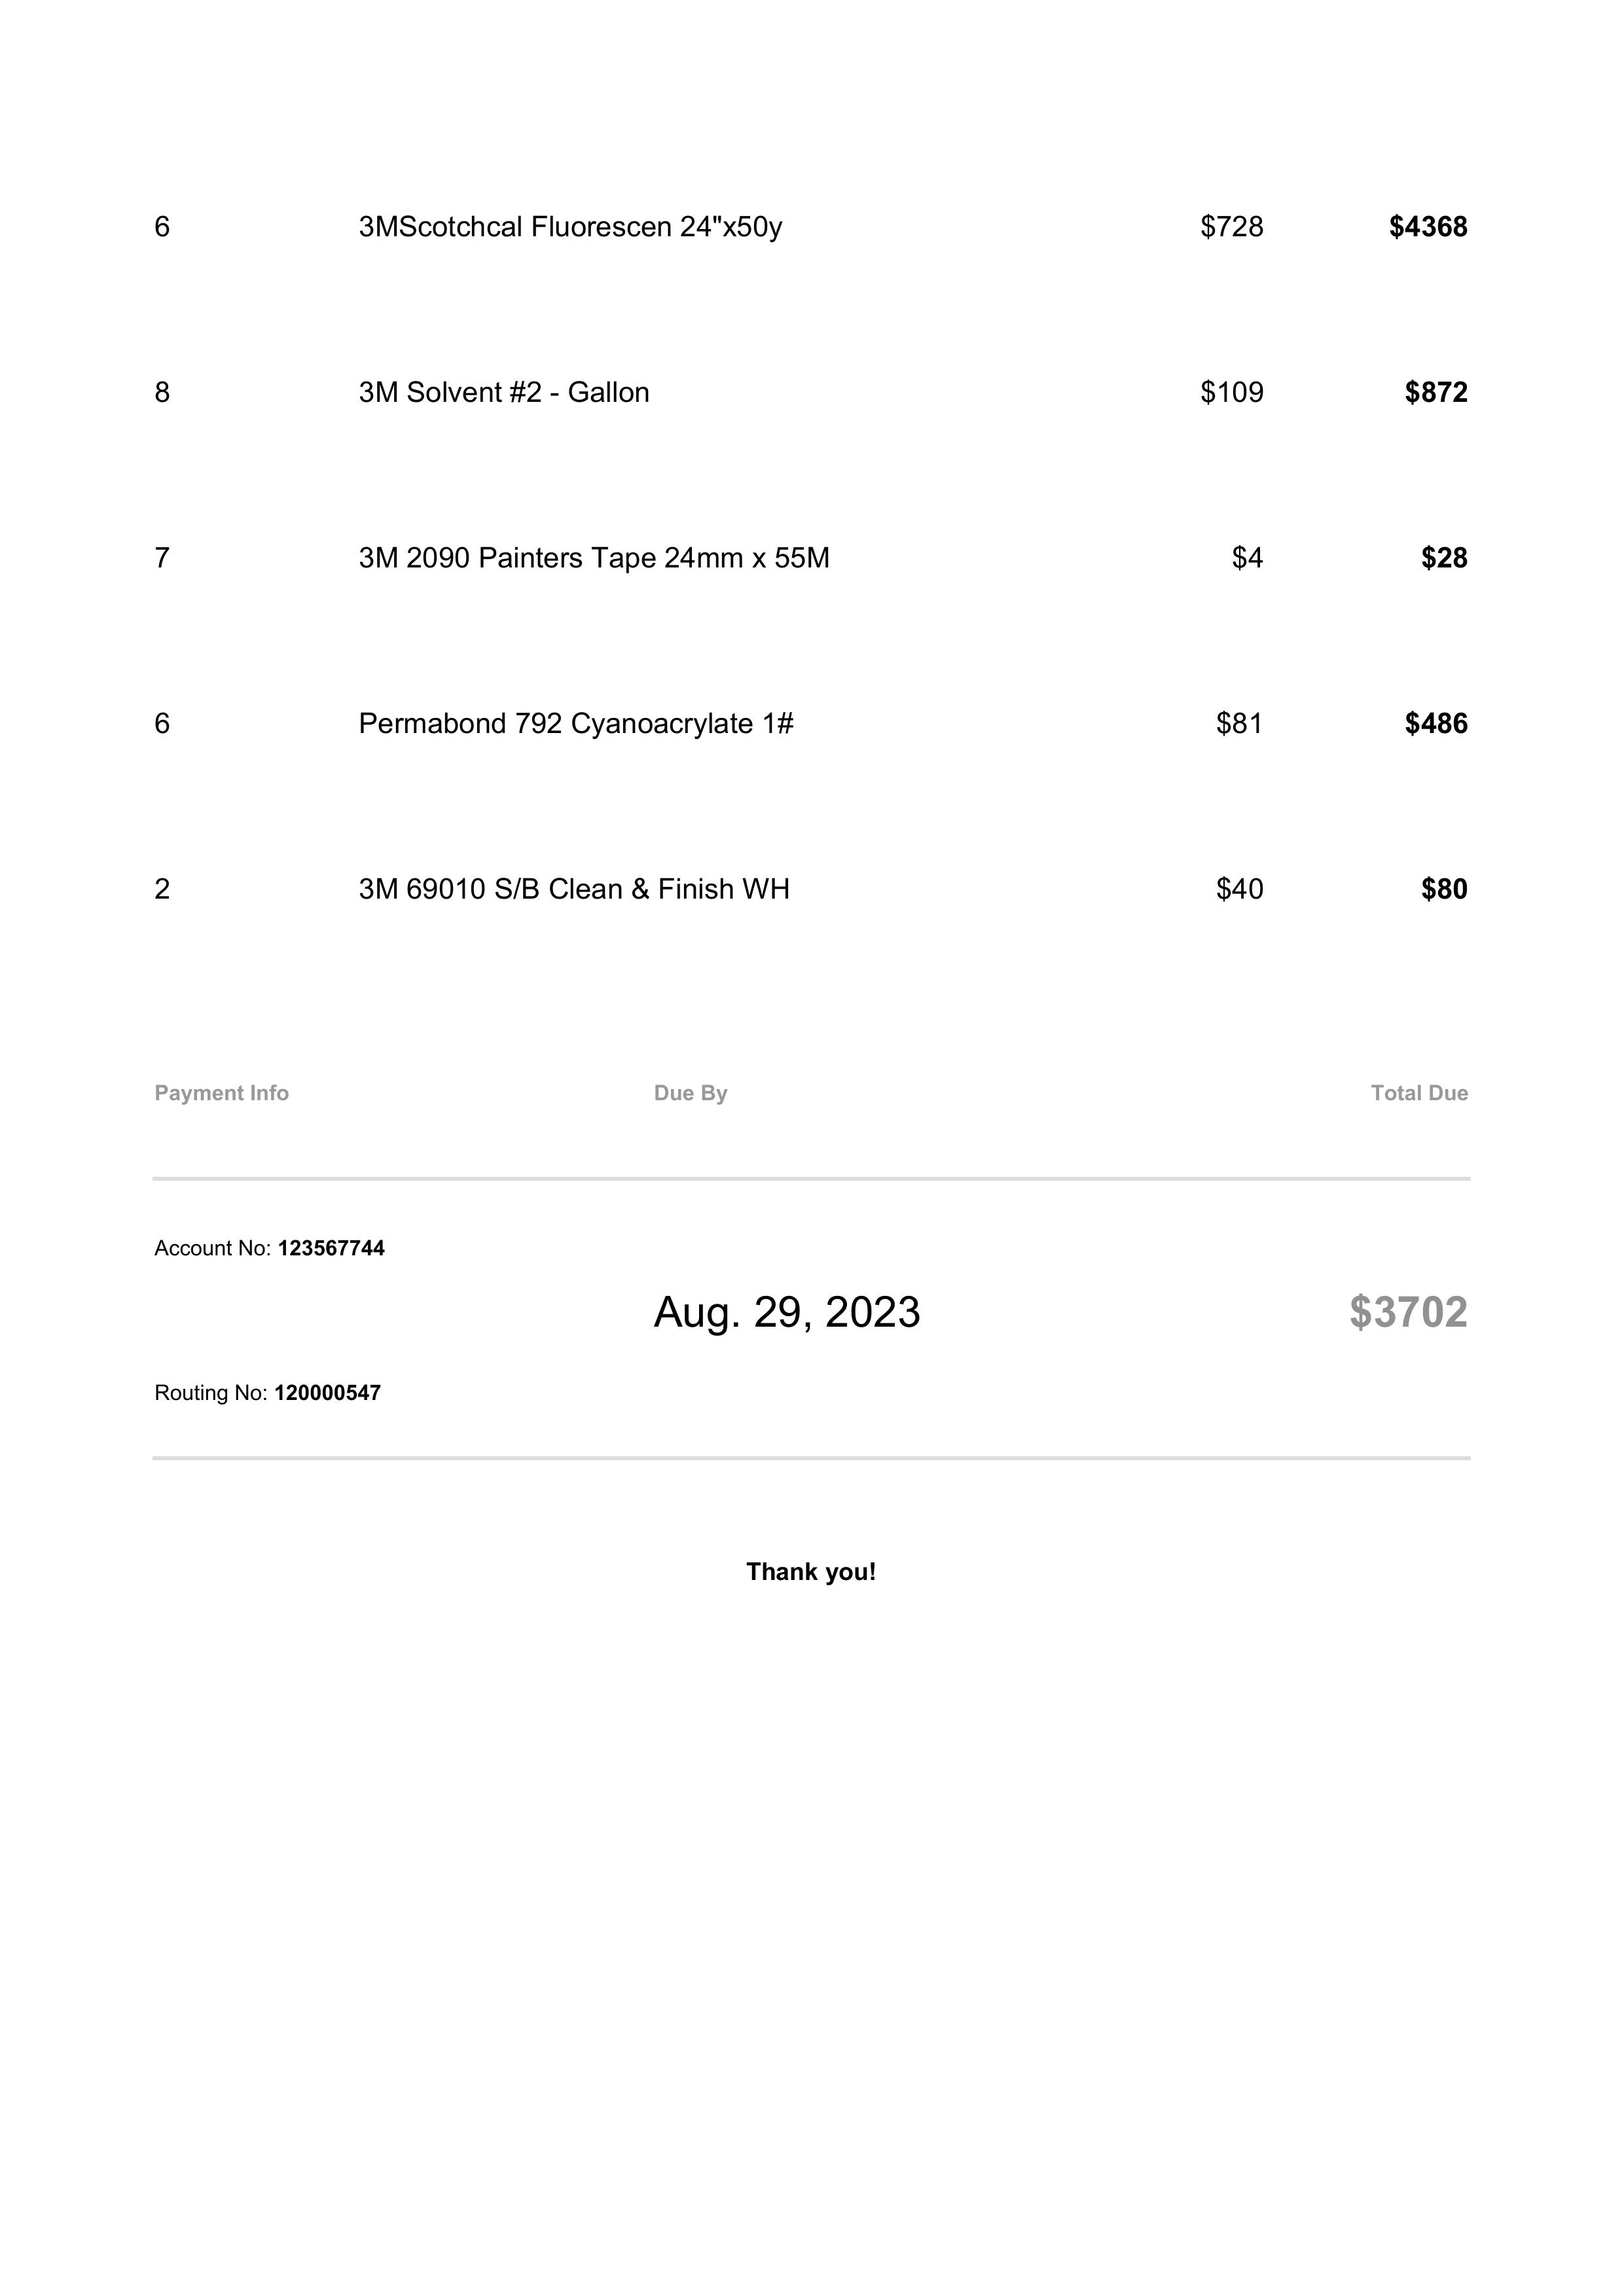 6 3MScotchcal Fluorescen 24"x50y $728 $4368
8 3M Solvent #2 - Gallon $109 $872
7 3M 2090 Painters Tape 24mm x 55M $4 $28
6 Permabond 792 Cyanoacrylate 1# $81 $486
2 3M 69010 S/B Clean & Finish WH $40 $80
Payment Info Due By Total Due
Account No: 123567744
Aug. 29, 2023 $3702
Routing No: 120000547
Thank you!